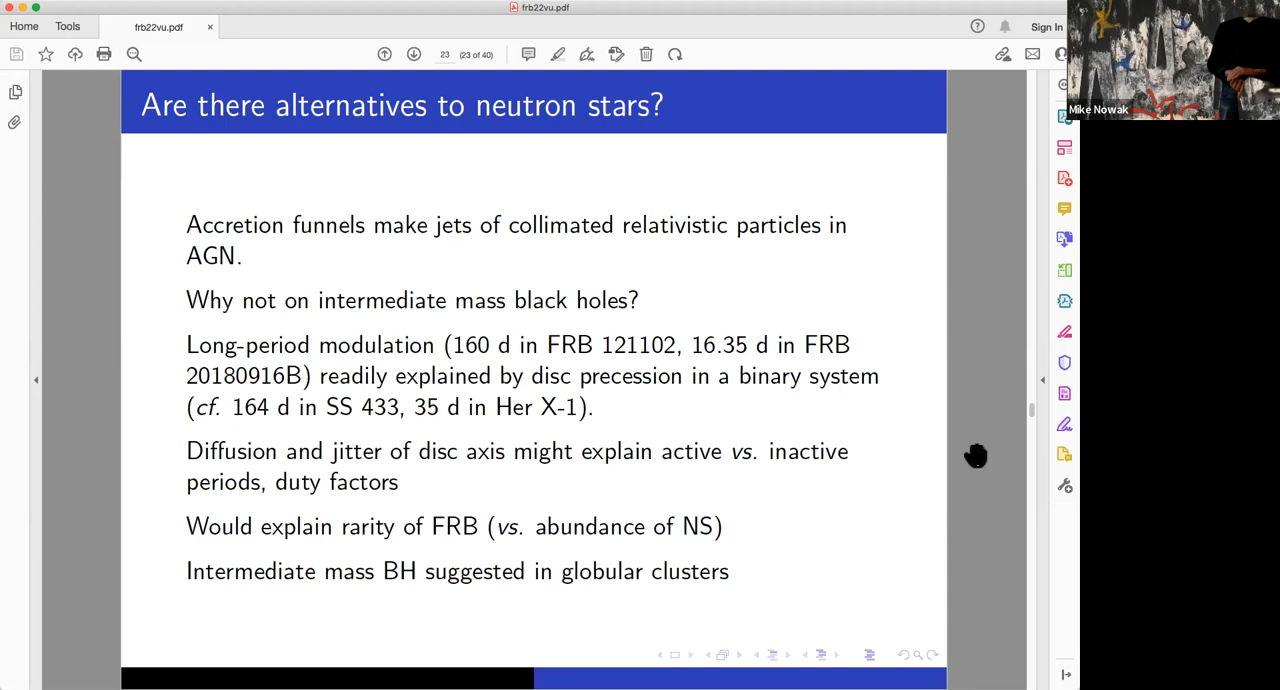 frb22vu.pdf
Home Tools frb22vu.pdf × Sign In
23 (23 of 40)
Mike Nowak
Are there alternatives to neutron stars?
Accretion funnels make jets of collimated relativistic particles in
AGN.
Why not on intermediate mass black holes?
Long-period modulation (160 d in FRB 121102, 16.35 d in FRB
20180916B) readily explained by disc precession in a binary system
(cf. 164 d in SS 433, 35 d in Her X-1).
Diffusion and jitter of disc axis might explain active vs. inactive
periods, duty factors
Would explain rarity of FRB (vs. abundance of NS)
Intermediate mass BH suggested in globular clusters